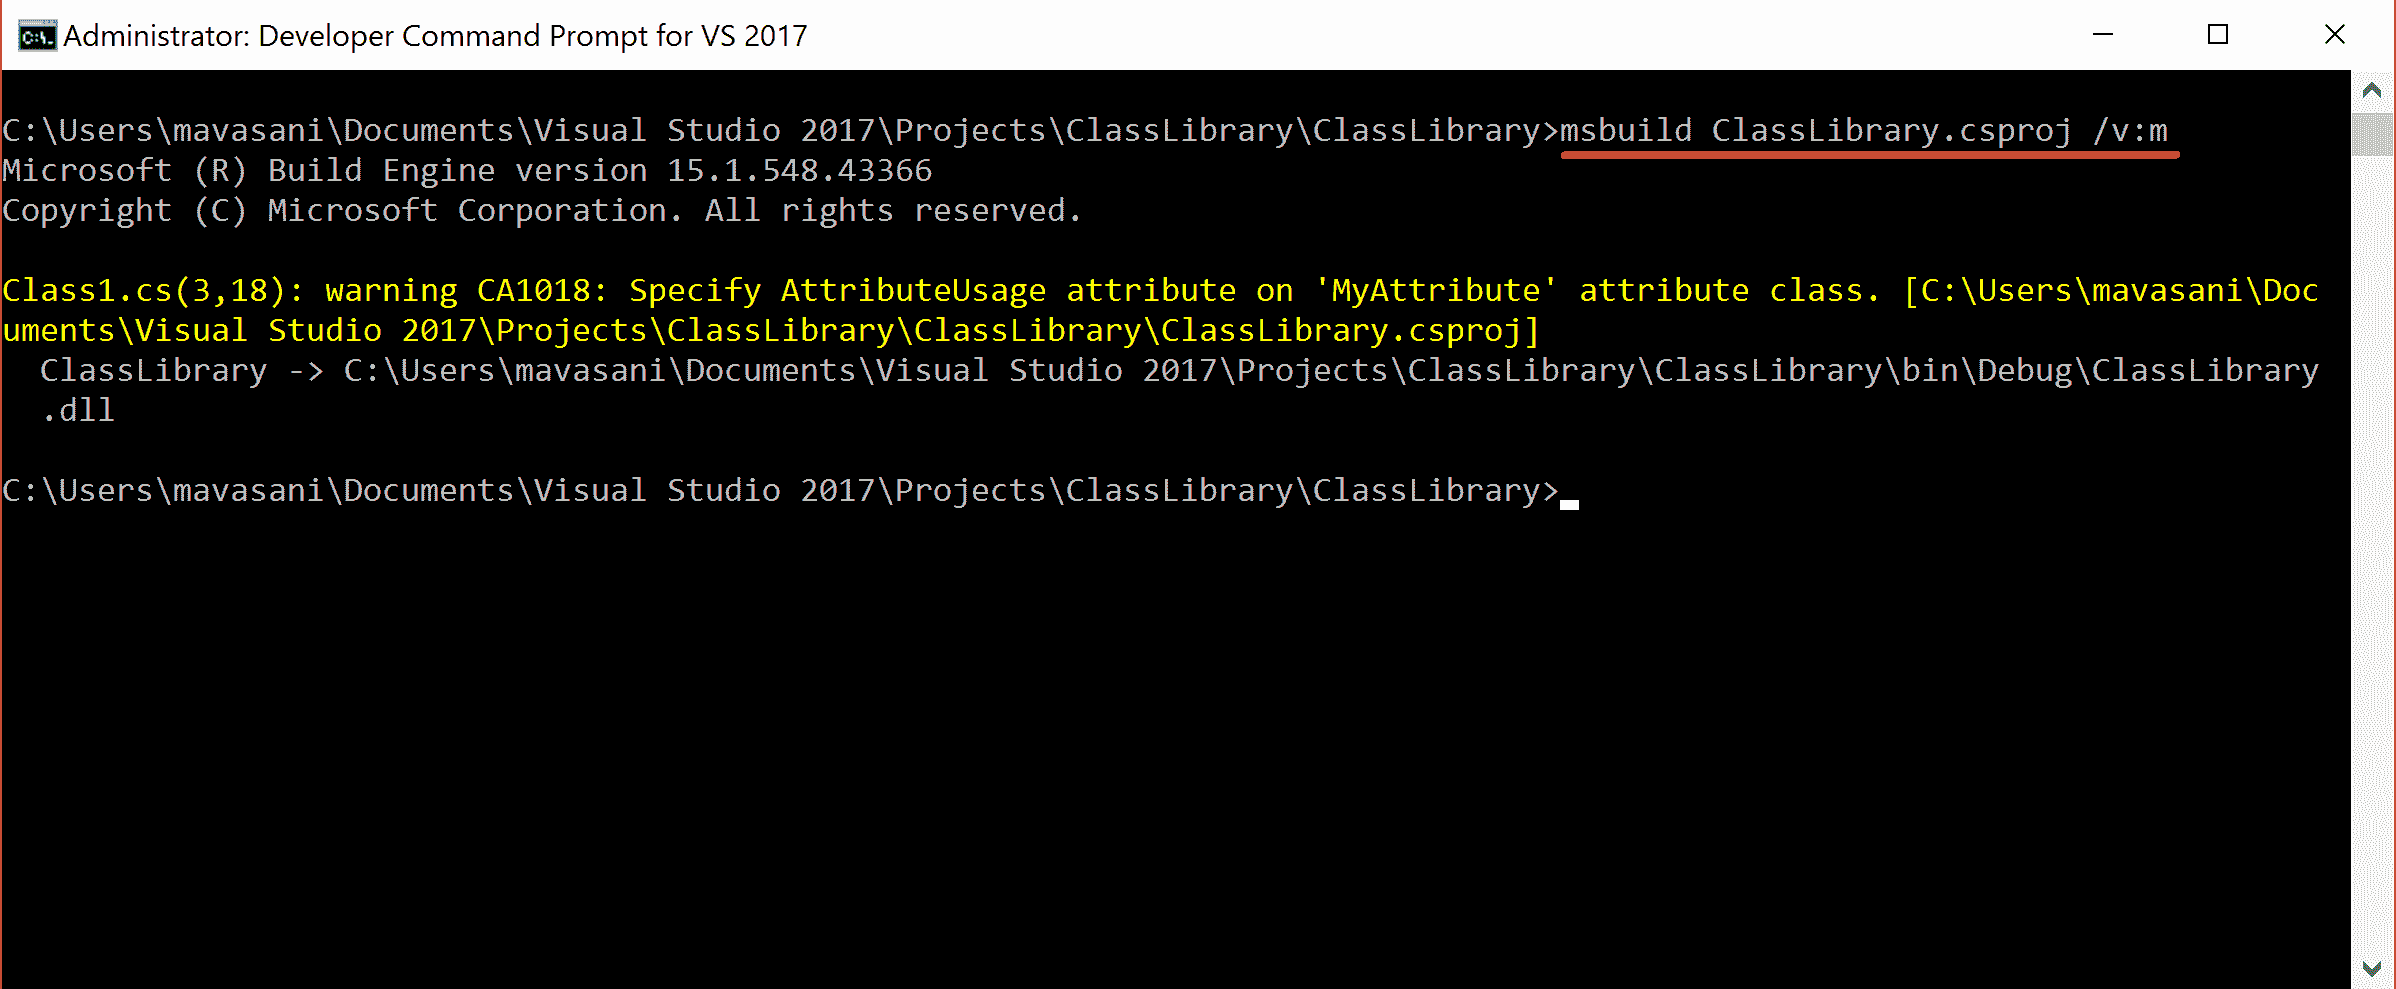 Administrator: Developer Command Prompt for VS 2017
C:\Users\mavasani\Documents\Visual Studio 2017\Projects\ClassLibrary\ClassLibrary>msbuild ClassLibrary.csproj /v:m
Microsoft (R) Build Engine version 15.1.548.43366
Copyright (C) Microsoft Corporation. All rights reserved.
Class1.cs(3,18): warning CA1018: Specify AttributeUsage attribute on 'MyAttribute' attribute class. [C:\Users\mavasani\Doc
uments\Visual Studio 2017\Projects\ClassLibrary\ClassLibrary\ClassLibrary.csproj]
ClassLibrary -> C:\Users\mavasani\Documents\Visual Studio 2017\Projects\ClassLibrary\ClassLibrary\bin\Debug\ClassLibrary
.dll
C:\Users\mavasani\Documents\Visual Studio 2017\Projects\ClassLibrary\ClassLibrary>